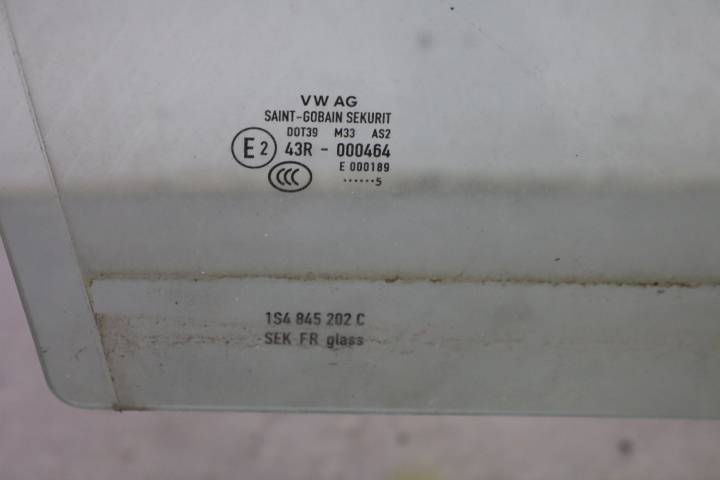 VW AG
SAINT-GOBAIN SEKURIT
DOT39 M33 AS2
E2 43R - 000464
E 000189
CCC ······5
1S4 845 202 C
SEK FR glass